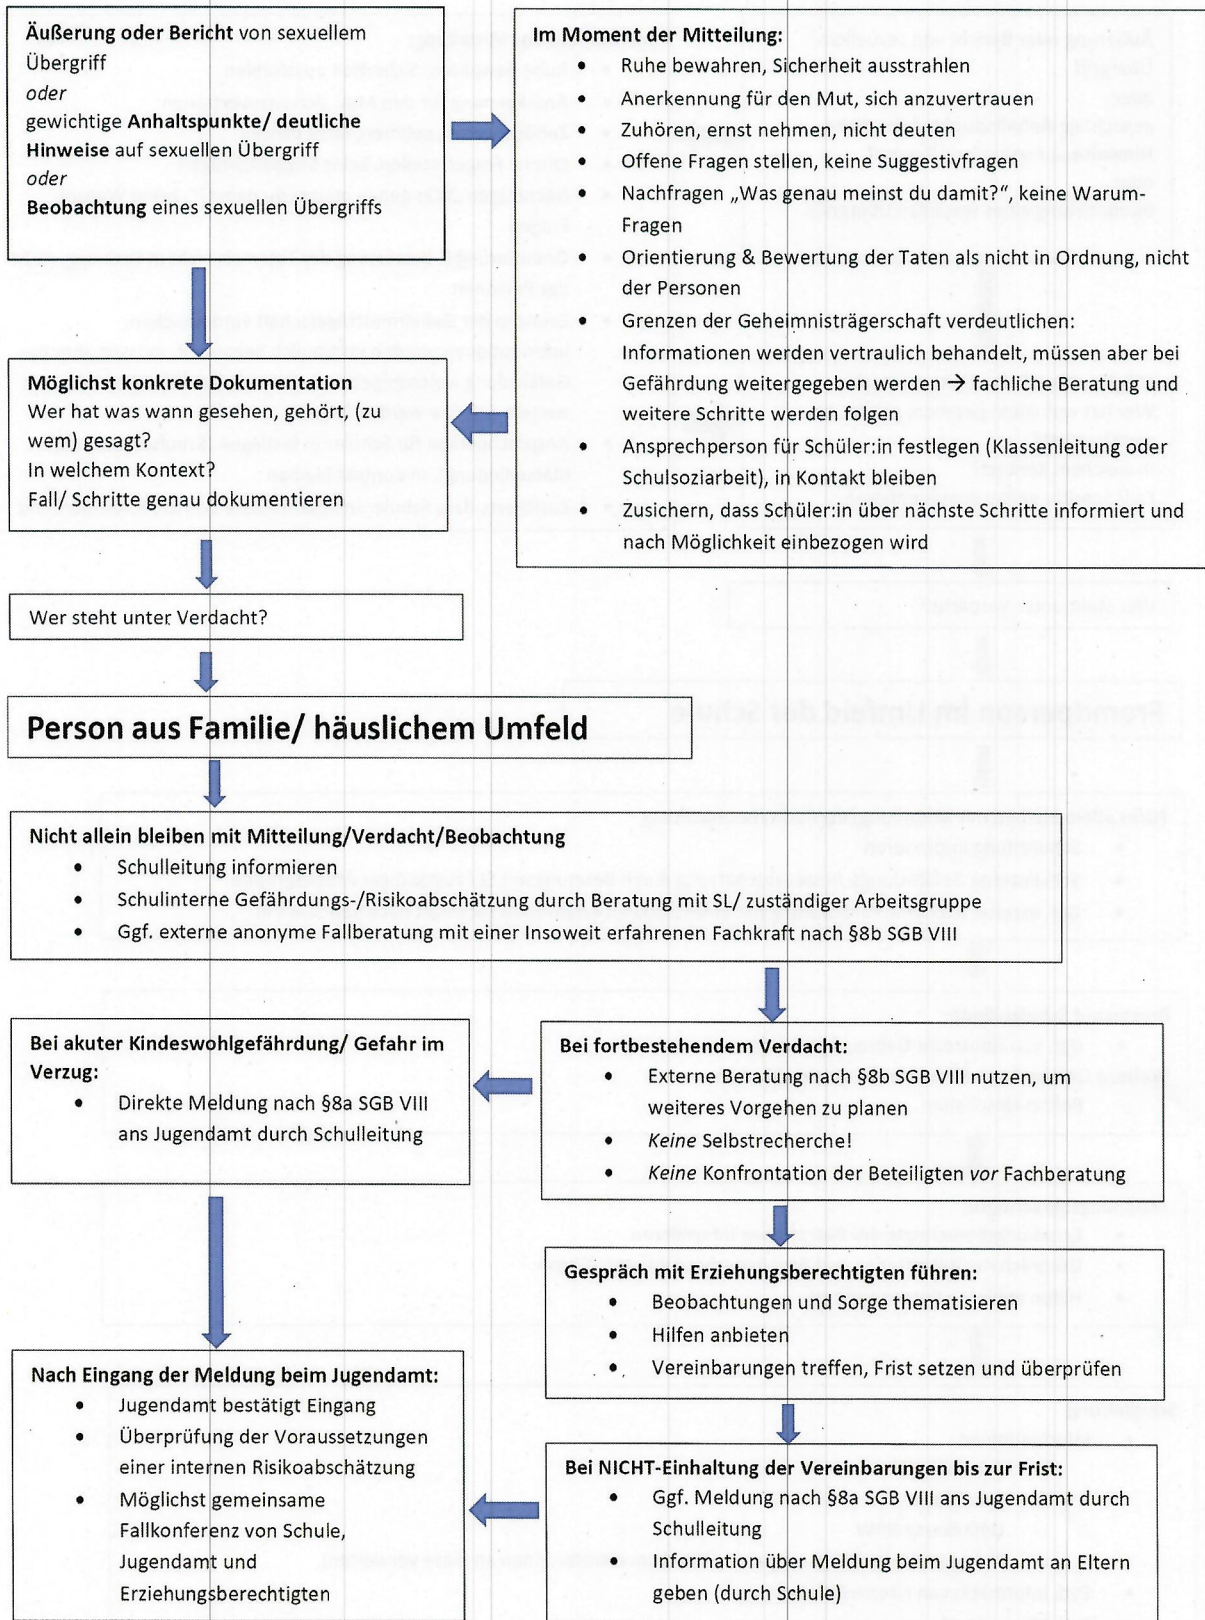 Äußerung oder Bericht von sexuellem
Übergriff
oder
gewichtige Anhaltspunkte/ deutliche
Hinweise auf sexuellen Übergriff
oder
Beobachtung eines sexuellen Übergriffs
Im Moment der Mitteilung:
• Ruhe bewahren, Sicherheit ausstrahlen
• Anerkennung für den Mut, sich anzuvertrauen
• Zuhören, ernst nehmen, nicht deuten
• Offene Fragen stellen, keine Suggestivfragen
• Nachfragen „Was genau meinst du damit?“, keine Warum-
Fragen
• Orientierung & Bewertung der Taten als nicht in Ordnung, nicht
der Personen
• Grenzen der Geheimnisträgerschaft verdeutlichen:
Informationen werden vertraulich behandelt, müssen aber bei
Gefährdung weitergegeben werden → fachliche Beratung und
weitere Schritte werden folgen
• Ansprechperson für Schüler:in festlegen (Klassenleitung oder
Schulsoziarbeit), in Kontakt bleiben
• Zusichern, dass Schüler:in über nächste Schritte informiert und
nach Möglichkeit einbezogen wird
Möglichst konkrete Dokumentation
Wer hat was wann gesehen, gehört, (zu
wem) gesagt?
In welchem Kontext?
Fall/ Schritte genau dokumentieren
Wer steht unter Verdacht?
Person aus Familie/ häuslichem Umfeld
Nicht allein bleiben mit Mitteilung/Verdacht/Beobachtung
• Schulleitung informieren
• Schulinterne Gefährdungs-/Risikoabschätzung durch Beratung mit SL/ zuständiger Arbeitsgruppe
• Ggf. externe anonyme Fallberatung mit einer Insoweit erfahrenen Fachkraft nach §8b SGB VIII
Bei fortbestehendem Verdacht:
• Externe Beratung nach §8b SGB VIII nutzen, um
weiteres Vorgehen zu planen
• Keine Selbstrecherche!
• Keine Konfrontation der Beteiligten vor Fachberatung
Bei akuter Kindeswohlgefährdung/ Gefahr im
Verzug:
• Direkte Meldung nach §8a SGB VIII
ans Jugendamt durch Schulleitung
Gespräch mit Erziehungsberechtigten führen:
• Beobachtungen und Sorge thematisieren
• Hilfen anbieten
• Vereinbarungen treffen, Frist setzen und überprüfen
Bei NICHT-Einhaltung der Vereinbarungen bis zur Frist:
• Ggf. Meldung nach §8a SGB VIII ans Jugendamt durch
Schulleitung
• Information über Meldung beim Jugendamt an Eltern
geben (durch Schule)
Nach Eingang der Meldung beim Jugendamt:
• Jugendamt bestätigt Eingang
• Überprüfung der Voraussetzungen
einer internen Risikoabschätzung
• Möglichst gemeinsame
Fallkonferenz von Schule,
Jugendamt und
Erziehungsberechtigten